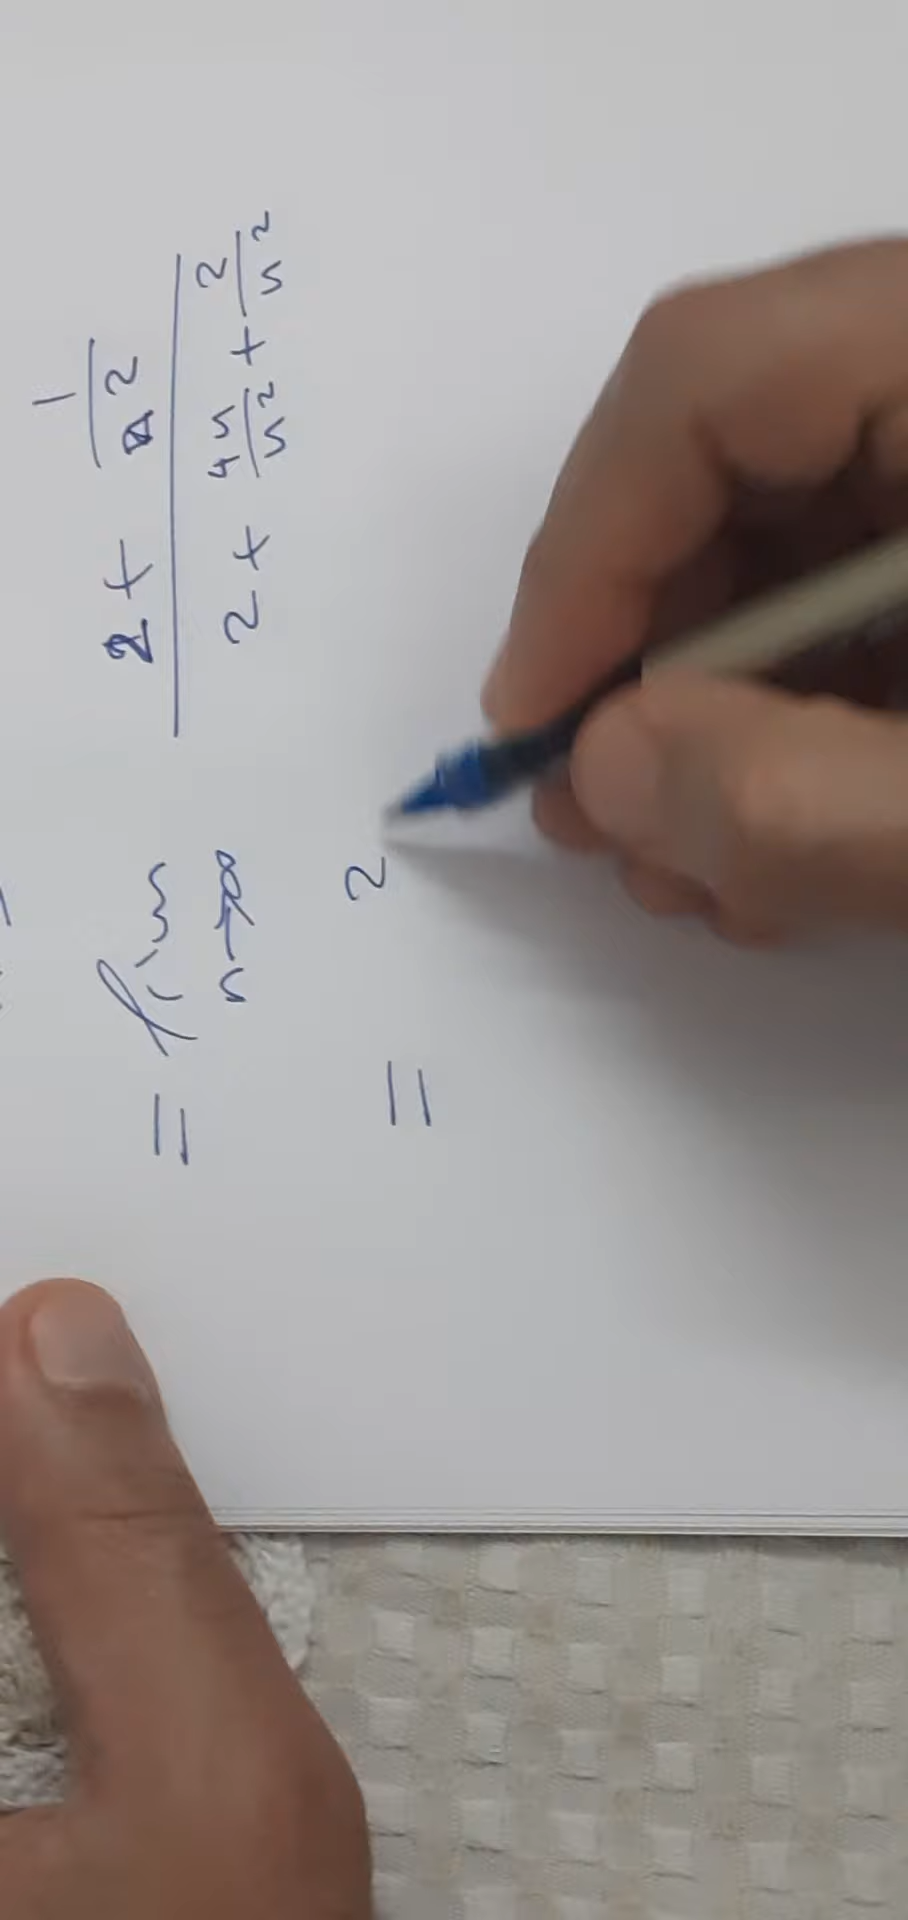 = lim n→∞ (2 + 1/n²) / (2 + 4n/n² + 2/n²)
= 2